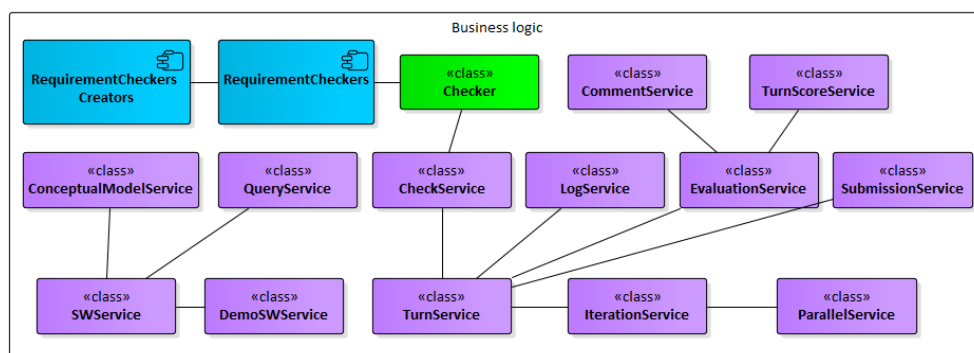 Business logic
RequirementCheckers
Creators
RequirementCheckers
«class»
Checker
«class»
CommentService
«class»
TurnScoreService
«class»
ConceptualModelService
«class»
QueryService
«class»
CheckService
«class»
LogService
«class»
EvaluationService
«class»
SubmissionService
«class»
SWService
«class»
DemoSWService
«class»
TurnService
«class»
IterationService
«class»
ParallelService